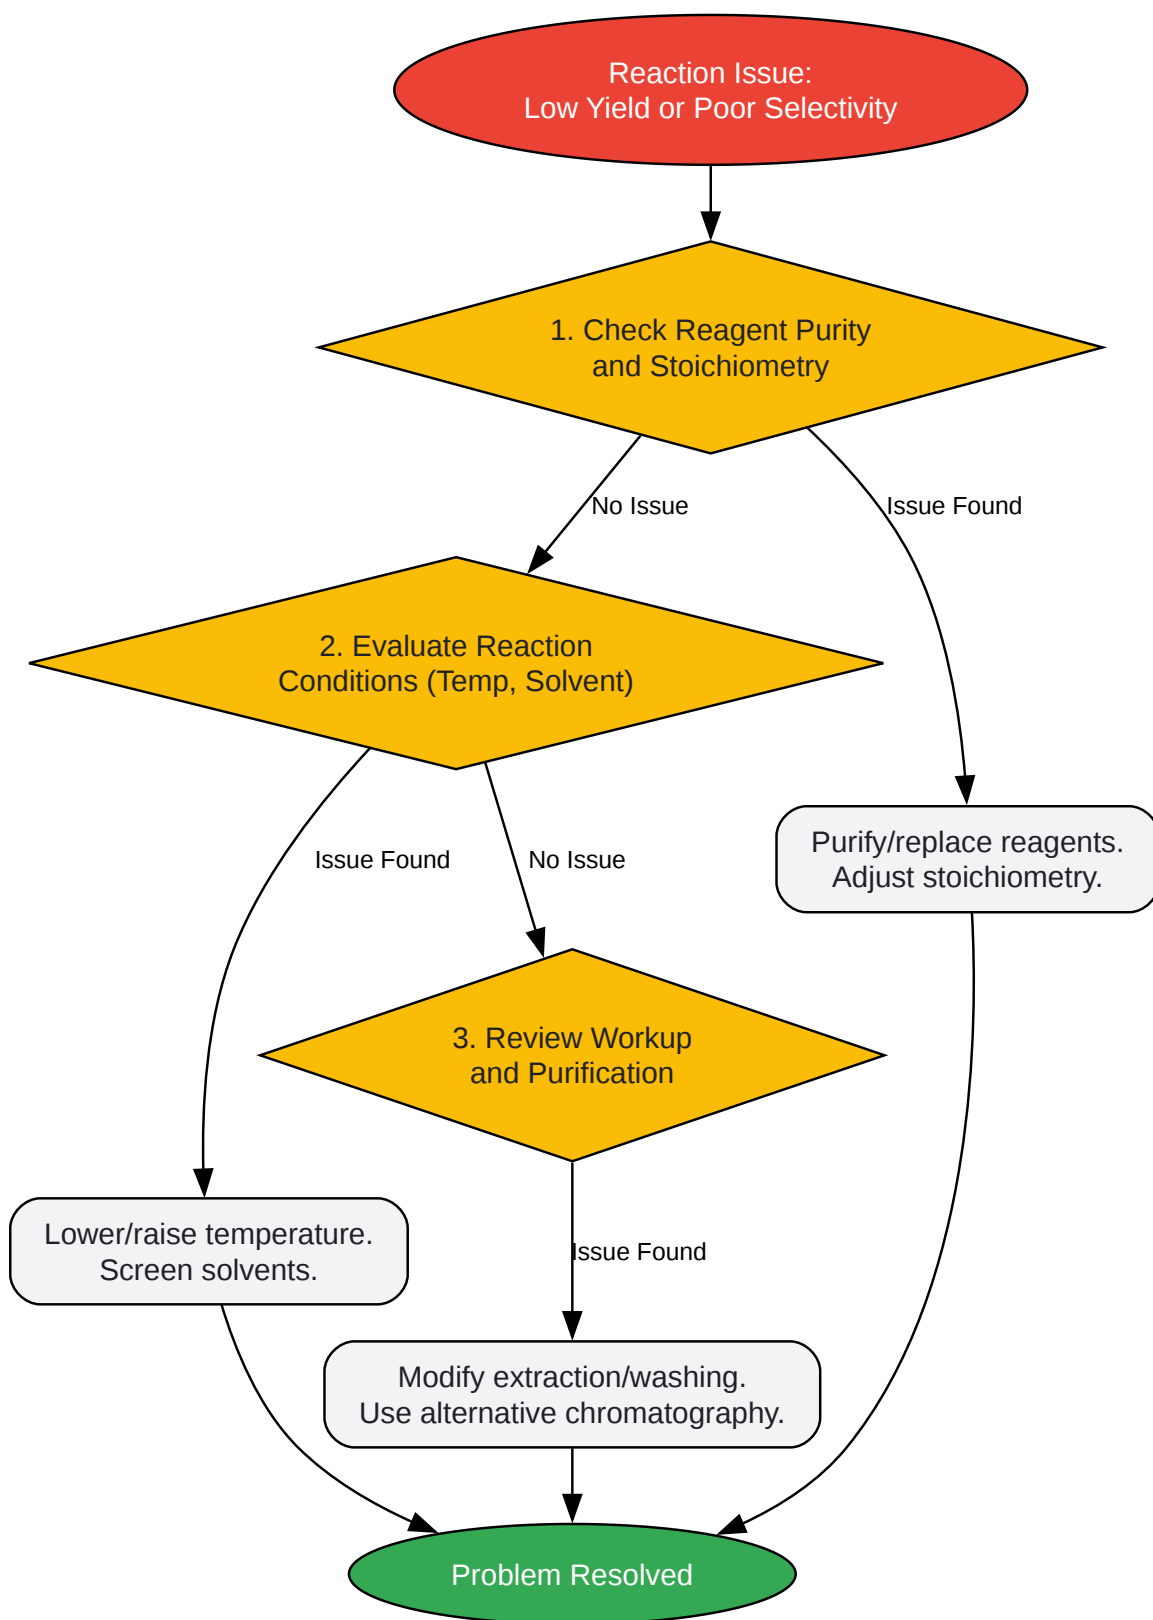 Reaction Issue:
Low Yield or Poor Selectivity
1. Check Reagent Purity
and Stoichiometry
No Issue
Issue Found
2. Evaluate Reaction
Conditions (Temp, Solvent)
Issue Found
No Issue
Purify/replace reagents.
Adjust stoichiometry.
3. Review Workup
and Purification
Lower/raise temperature.
Screen solvents.
Issue Found
Modify extraction/washing.
Use alternative chromatography.
Problem Resolved